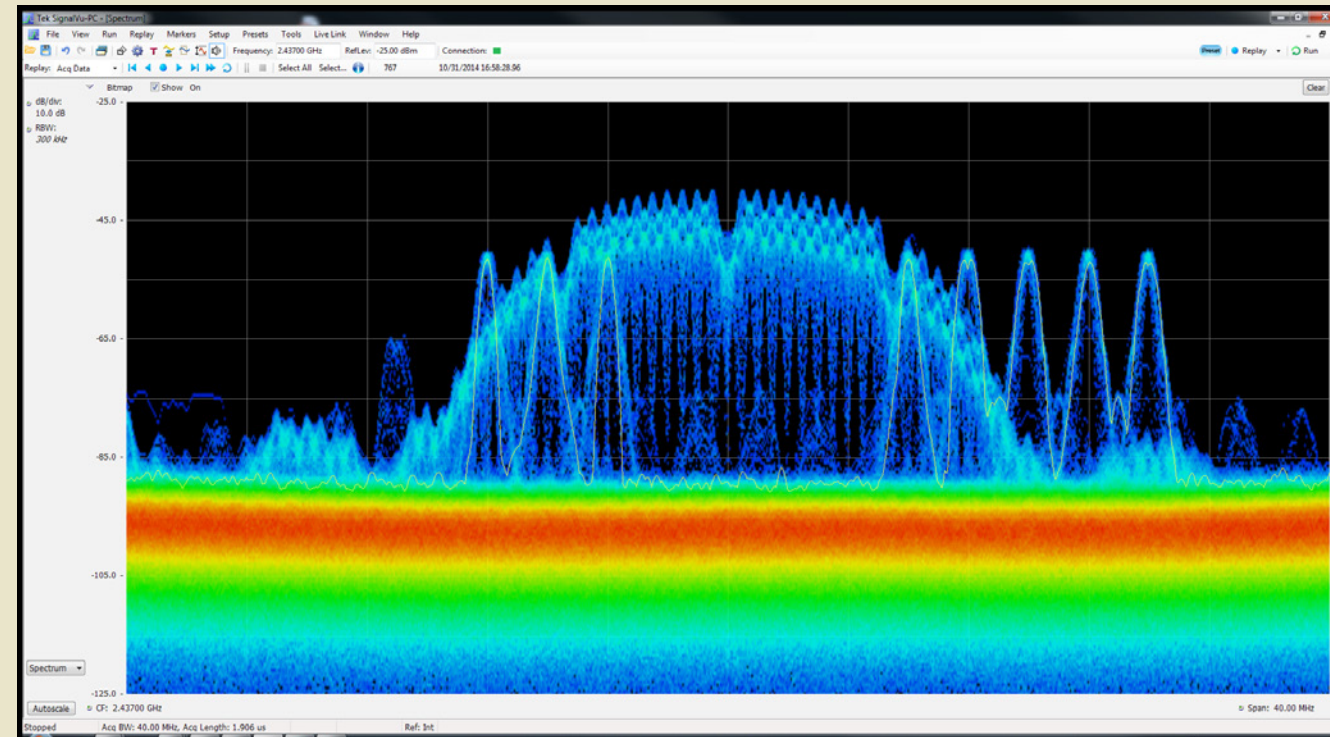 Tek SignalVu-PC - [Spectrum]
File View Run Replay Markers Setup Presets Tools Live Link Window Help
Frequency: 2.43700 GHz RefLev: -25.00 dBm Connection: Preset Replay Run
Replay: Acq Data Select All Select... 767 10/31/2014 16:58:28.96
Bitmap Show On Clear
dB/div: -25.0
10.0 dB
RBW:
300 kHz
-45.0
-65.0
-85.0
-105.0
Spectrum
-125.0
Autoscale CF: 2.43700 GHz Span: 40.00 MHz
Stopped Acq BW: 40.00 MHz, Acq Length: 1.906 us Ref: Int